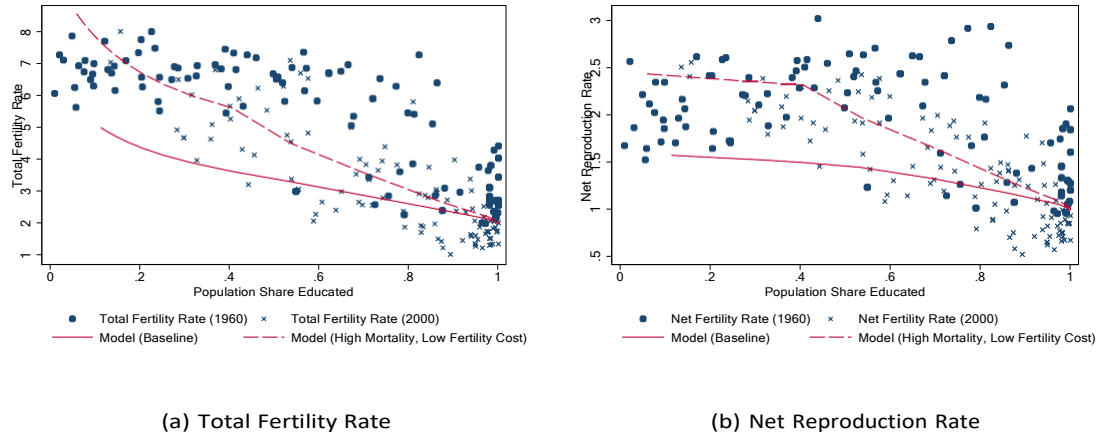 8
7
6
5
4
3
2
1
Total Fertility Rate
0 .2 .4 .6 .8 1
Population Share Educated
Total Fertility Rate (1960) Total Fertility Rate (2000)
Model (Baseline) Model (High Mortality, Low Fertility Cost)
(a) Total Fertility Rate
3
2.5
2
1.5
1
.5
Net Reproduction Rate
0 .2 .4 .6 .8 1
Population Share Educated
Net Fertility Rate (1960) Net Fertility Rate (2000)
Model (Baseline) Model (High Mortality, Low Fertility Cost)
(b) Net Reproduction Rate